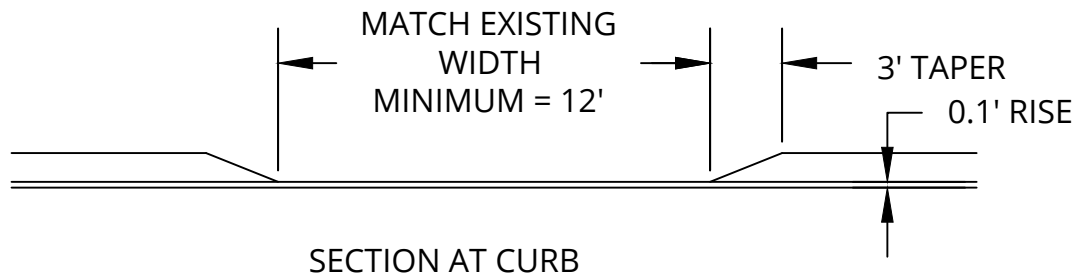 MATCH EXISTING
WIDTH
MINIMUM = 12'
3' TAPER
0.1' RISE
SECTION AT CURB